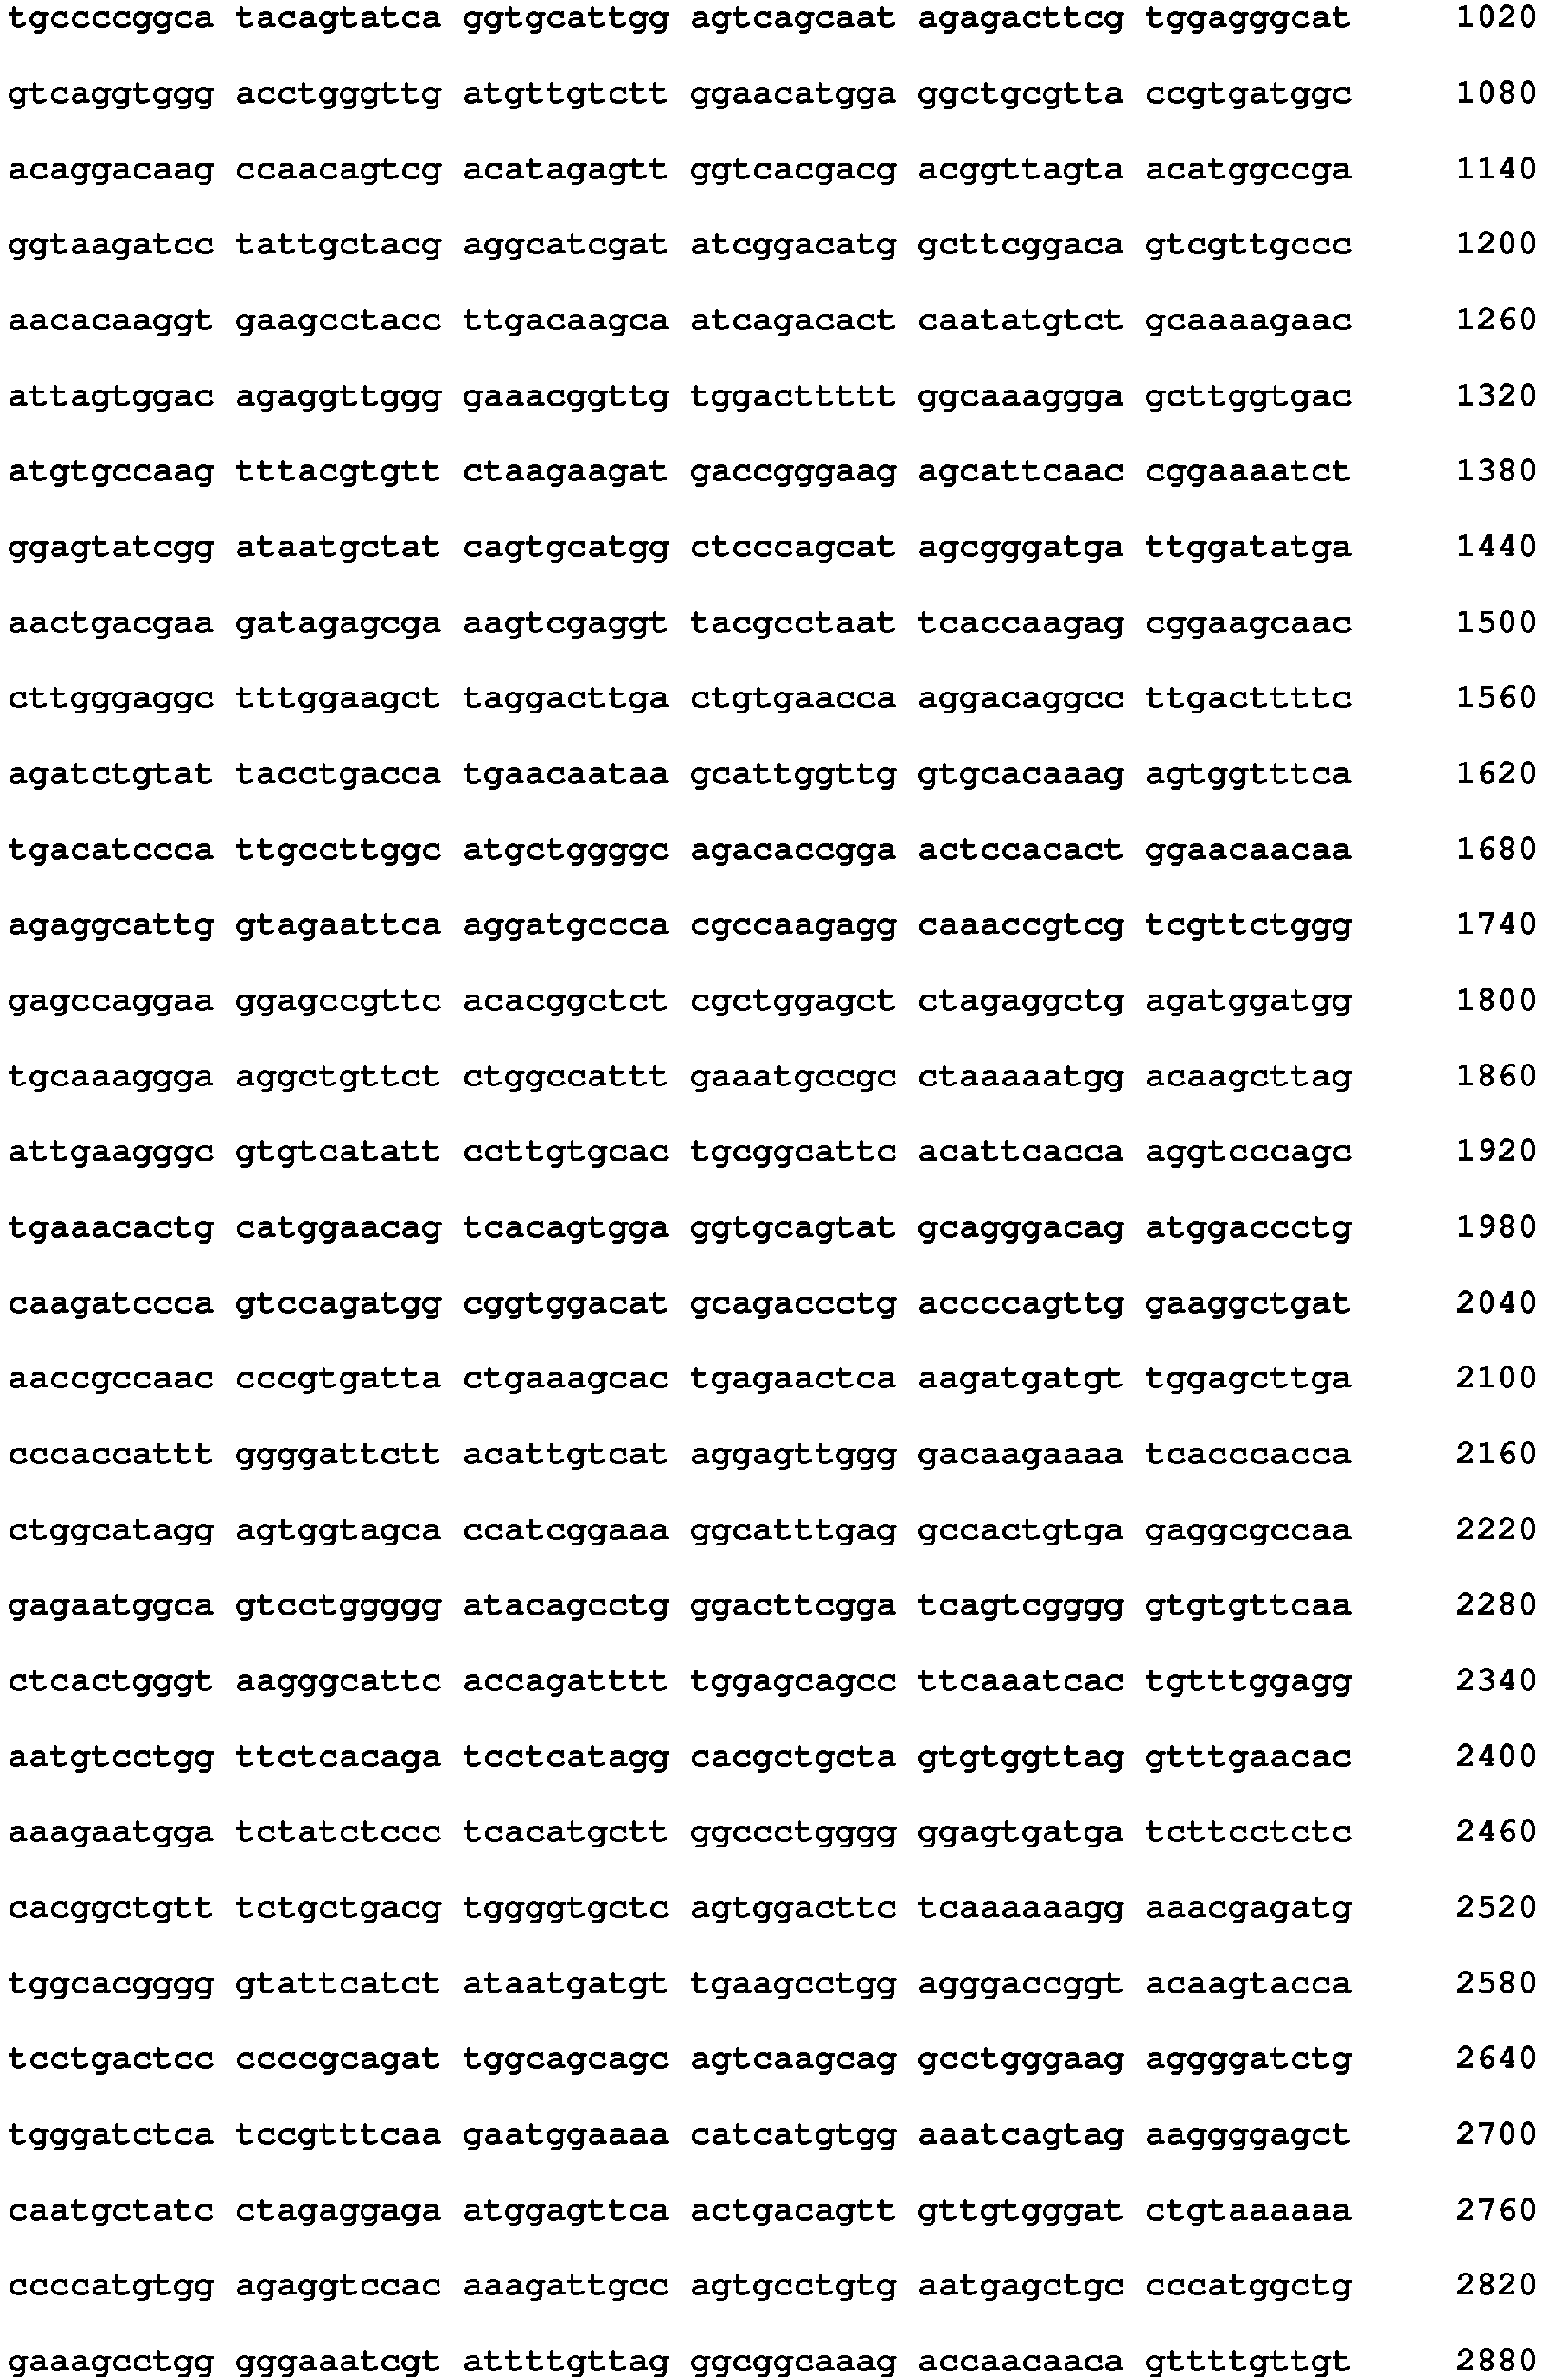 tgccccggca tacagtatca ggtgcattgg agtcagcaat agagacttcg tggagggcat 1020
gtcaggtggg acctgggttg atgttgtctt ggaacatgga ggctgcgtta ccgtgatggc 1080
acaggacaag ccaacagtcg acatagagtt ggtcacgacg acggttagta acatggccga 1140
ggtaagatcc tattgctacg aggcatcgat atcggacatg gcttcggaca gtcgttgccc 1200
aacacaaggt gaagcctacc ttgacaagca atcagacact caatatgtct gcaaaagaac 1260
attagtggac agaggttggg gaaacggttg tggacttttt ggcaaaggga gcttggtgac 1320
atgtgccaag tttacgtgtt ctaagaagat gaccgggaag agcattcaac cggaaaatct 1380
ggagtatcgg ataatgctat cagtgcatgg ctcccagcat agcgggatga ttggatatga 1440
aactgacgaa gatagagcga aagtcgaggt tacgcctaat tcaccaagag cggaagcaac 1500
cttgggaggc tttggaagct taggacttga ctgtgaacca aggacaggcc ttgacttttc 1560
agatctgtat tacctgacca tgaacaataa gcattggttg gtgcacaaag agtggtttca 1620
tgacatccca ttgccttggc atgctggggc agacaccgga actccacact ggaacaacaa 1680
agaggcattg gtagaattca aggatgccca cgccaagagg caaaccgtcg tcgttctggg 1740
gagccaggaa ggagccgttc acacggctct cgctggagct ctagaggctg agatggatgg 1800
tgcaaaggga aggctgttct ctggccattt gaaatgccgc ctaaaaatgg acaagcttag 1860
attgaagggc gtgtcatatt ccttgtgcac tgcggcattc acattcacca aggtcccagc 1920
tgaaacactg catggaacag tcacagtgga ggtgcagtat gcagggacag atggaccctg 1980
caagatccca gtccagatgg cggtggacat gcagaccctg accccagttg gaaggctgat 2040
aaccgccaac cccgtgatta ctgaaagcac tgagaactca aagatgatgt tggagcttga 2100
cccaccattt ggggattctt acattgtcat aggagttggg gacaagaaaa tcacccacca 2160
ctggcatagg agtggtagca ccatcggaaa ggcatttgag gccactgtga gaggcgccaa 2220
gagaatggca gtcctggggg atacagcctg ggacttcgga tcagtcgggg gtgtgttcaa 2280
ctcactgggt aagggcattc accagatttt tggagcagcc ttcaaatcac tgtttggagg 2340
aatgtcctgg ttctcacaga tcctcatagg cacgctgcta gtgtggttag gtttgaacac 2400
aaagaatgga tctatctccc tcacatgctt ggccctgggg ggagtgatga tcttcctctc 2460
cacggctgtt tctgctgacg tggggtgctc agtggacttc tcaaaaaagg aaacgagatg 2520
tggcacgggg gtattcatct ataatgatgt tgaagcctgg agggaccggt acaagtacca 2580
tcctgactcc ccccgcagat tggcagcagc agtcaagcag gcctgggaag aggggatctg 2640
tgggatctca tccgtttcaa gaatggaaaa catcatgtgg aaatcagtag aaggggagct 2700
caatgctatc ctagaggaga atggagttca actgacagtt gttgtgggat ctgtaaaaaa 2760
ccccatgtgg agaggtccac aaagattgcc agtgcctgtg aatgagctgc cccatggctg 2820
gaaagcctgg gggaaatcgt attttgttag ggcggcaaag accaacaaca gttttgttgt 2880